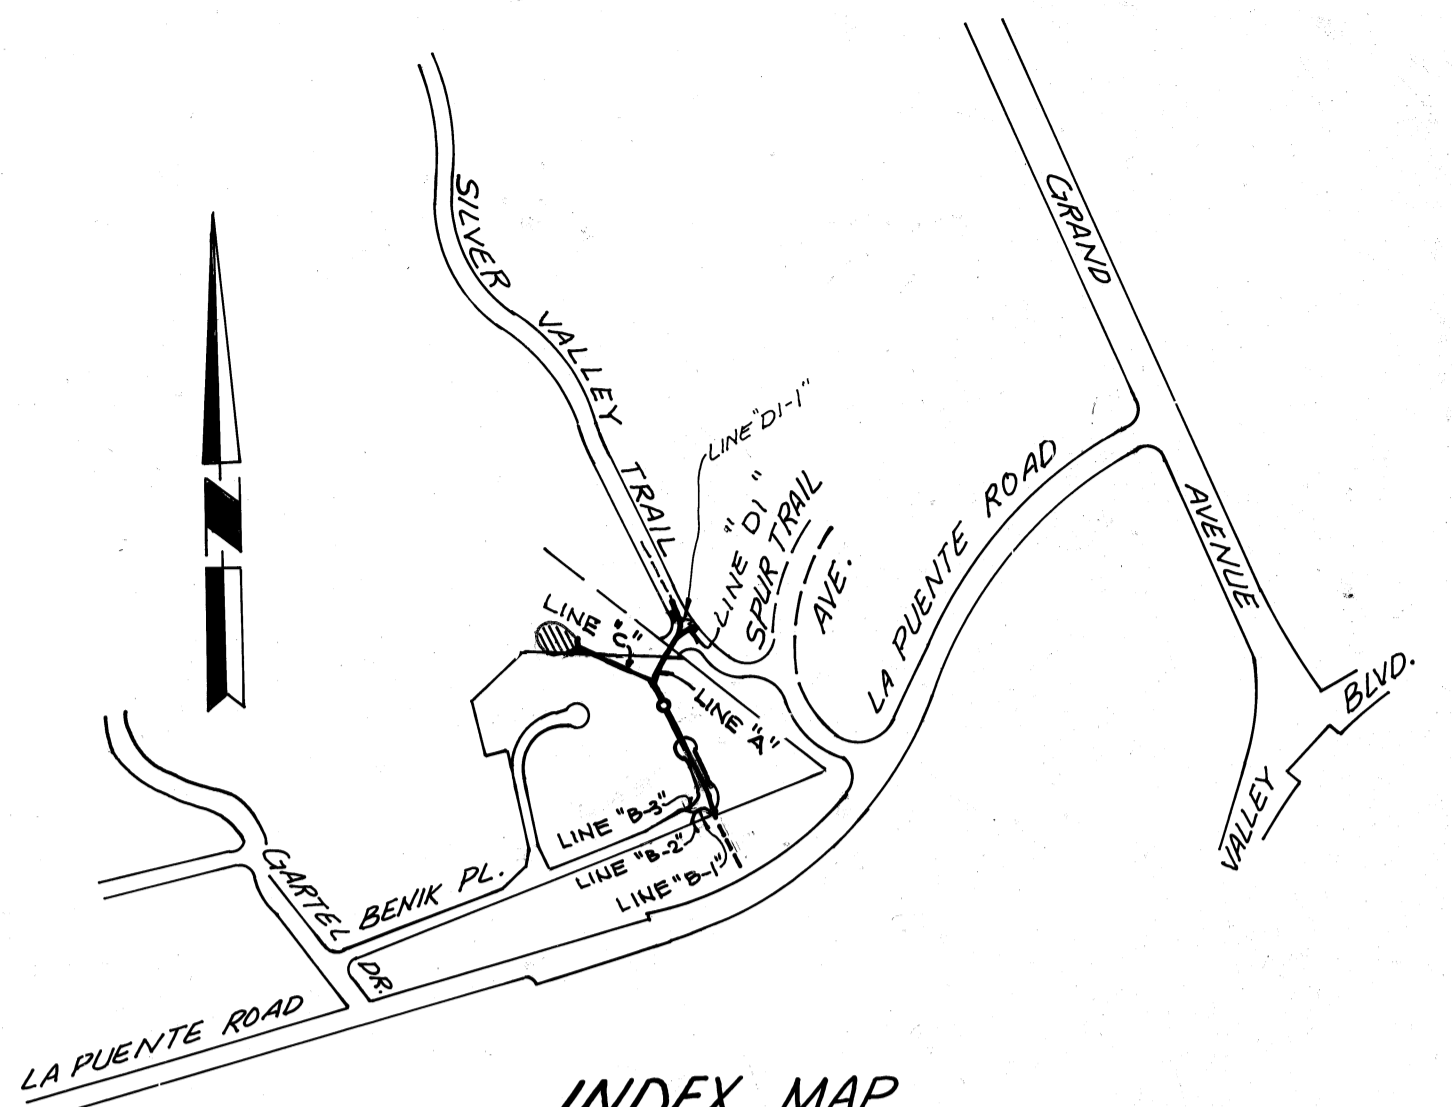 GRAND
AVENUE
SILVER VALLEY TRAIL
LINE "D1-1"
LINE "D1"
SPUR TRAIL
AVE.
LA PUENTE ROAD
N
LINE "C"
LINE "A"
BLVD.
VALLEY
LINE "B-3"
LINE "B-2"
LINE "B-1"
GARTEL
DR.
BENIK PL.
LA PUENTE ROAD
INDEX MAP